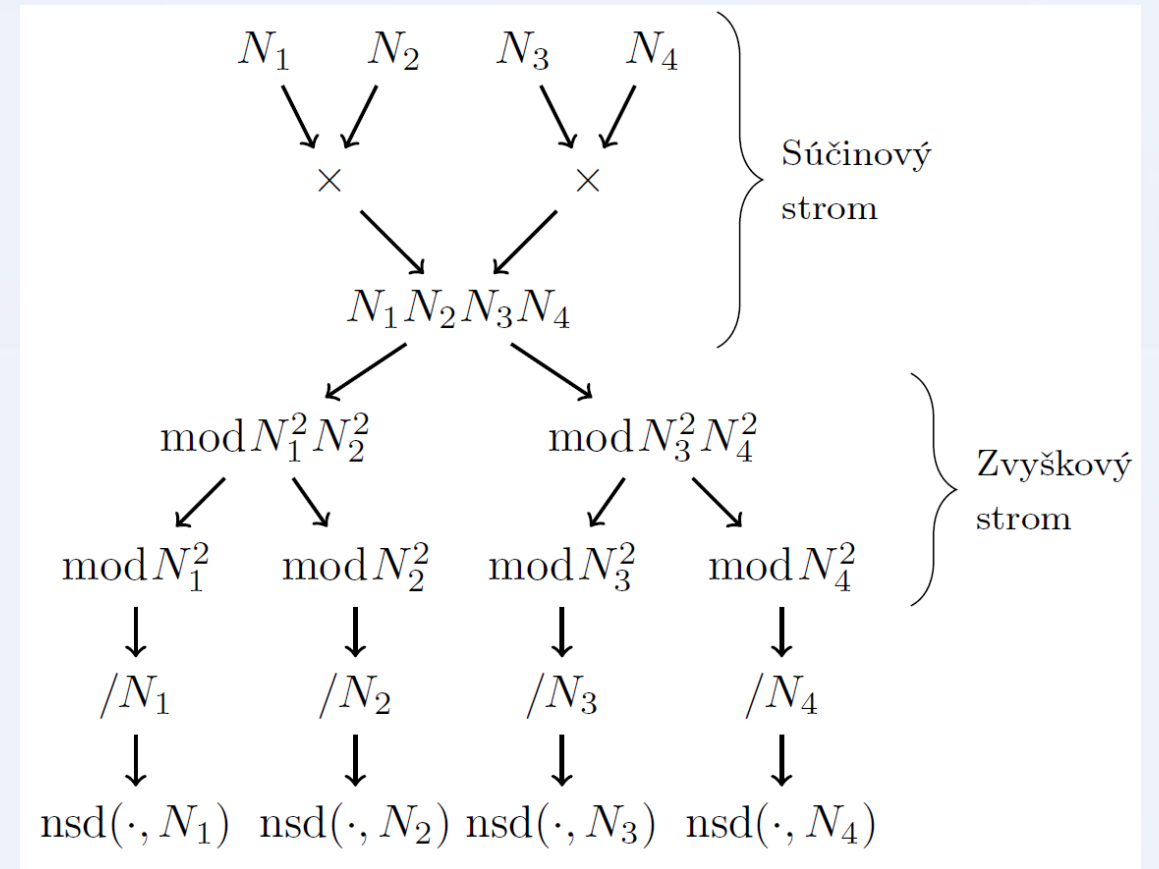 N₁ N₂ N₃ N₄
× ×
Súčinový
strom
N₁N₂N₃N₄
mod N₁²N₂² mod N₃²N₄²
Zvyškový
strom
mod N₁² mod N₂² mod N₃² mod N₄²
/N₁ /N₂ /N₃ /N₄
nsd(·, N₁) nsd(·, N₂) nsd(·, N₃) nsd(·, N₄)